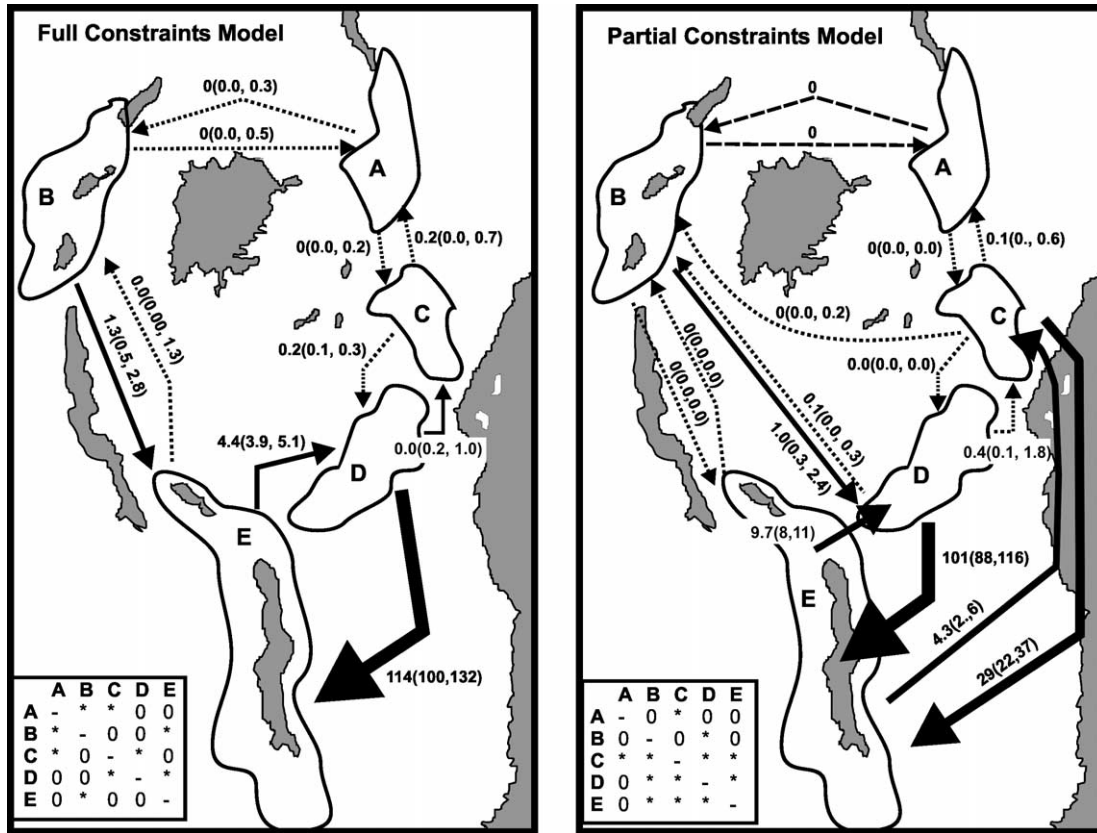 Full Constraints Model
0(0.0, 0.3)
0(0.0, 0.5)
A
B
0(0.0, 0.2)
0.2(0.0, 0.7)
C
0.0(0.00, 1.3)
1.3(0.5, 2.8)
0.2(0.1, 0.3)
4.4(3.9, 5.1)
0.0(0.2, 1.0)
D
E
114(100,132)
A B C D E
A - * * 0 0
B * - 0 0 *
C * 0 - * 0
D 0 0 * - *
E 0 * 0 0 -
Partial Constraints Model
0
0
A
B
0(0.0, 0.0)
0.1(0., 0.6)
C
0(0.0, 0.2)
0(0.0,0.0)
0(0.0,0.0)
0.0(0.0, 0.0)
0.1(0.0, 0.3)
1.0(0.3, 2.4)
D
0.4(0.1, 1.8)
9.7(8,11)
101(88,116)
E
4.3(2.,6)
29(22,37)
A B C D E
A - 0 * 0 0
B 0 - 0 * 0
C * * - * *
D 0 * * - *
E 0 * * * -